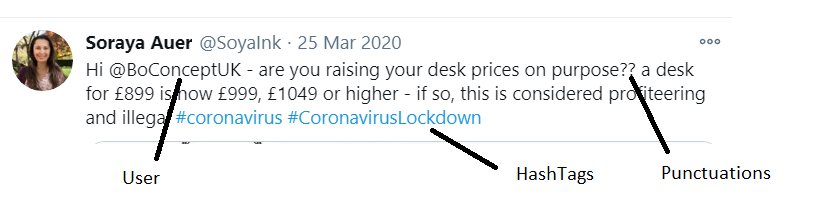 Soraya Auer @SoyaInk · 25 Mar 2020
Hi @BoConceptUK - are you raising your desk prices on purpose?? a desk
for £899 is now £999, £1049 or higher - if so, this is considered profiteering
and illegal #coronavirus #CoronavirusLockdown
User
HashTags
Punctuations